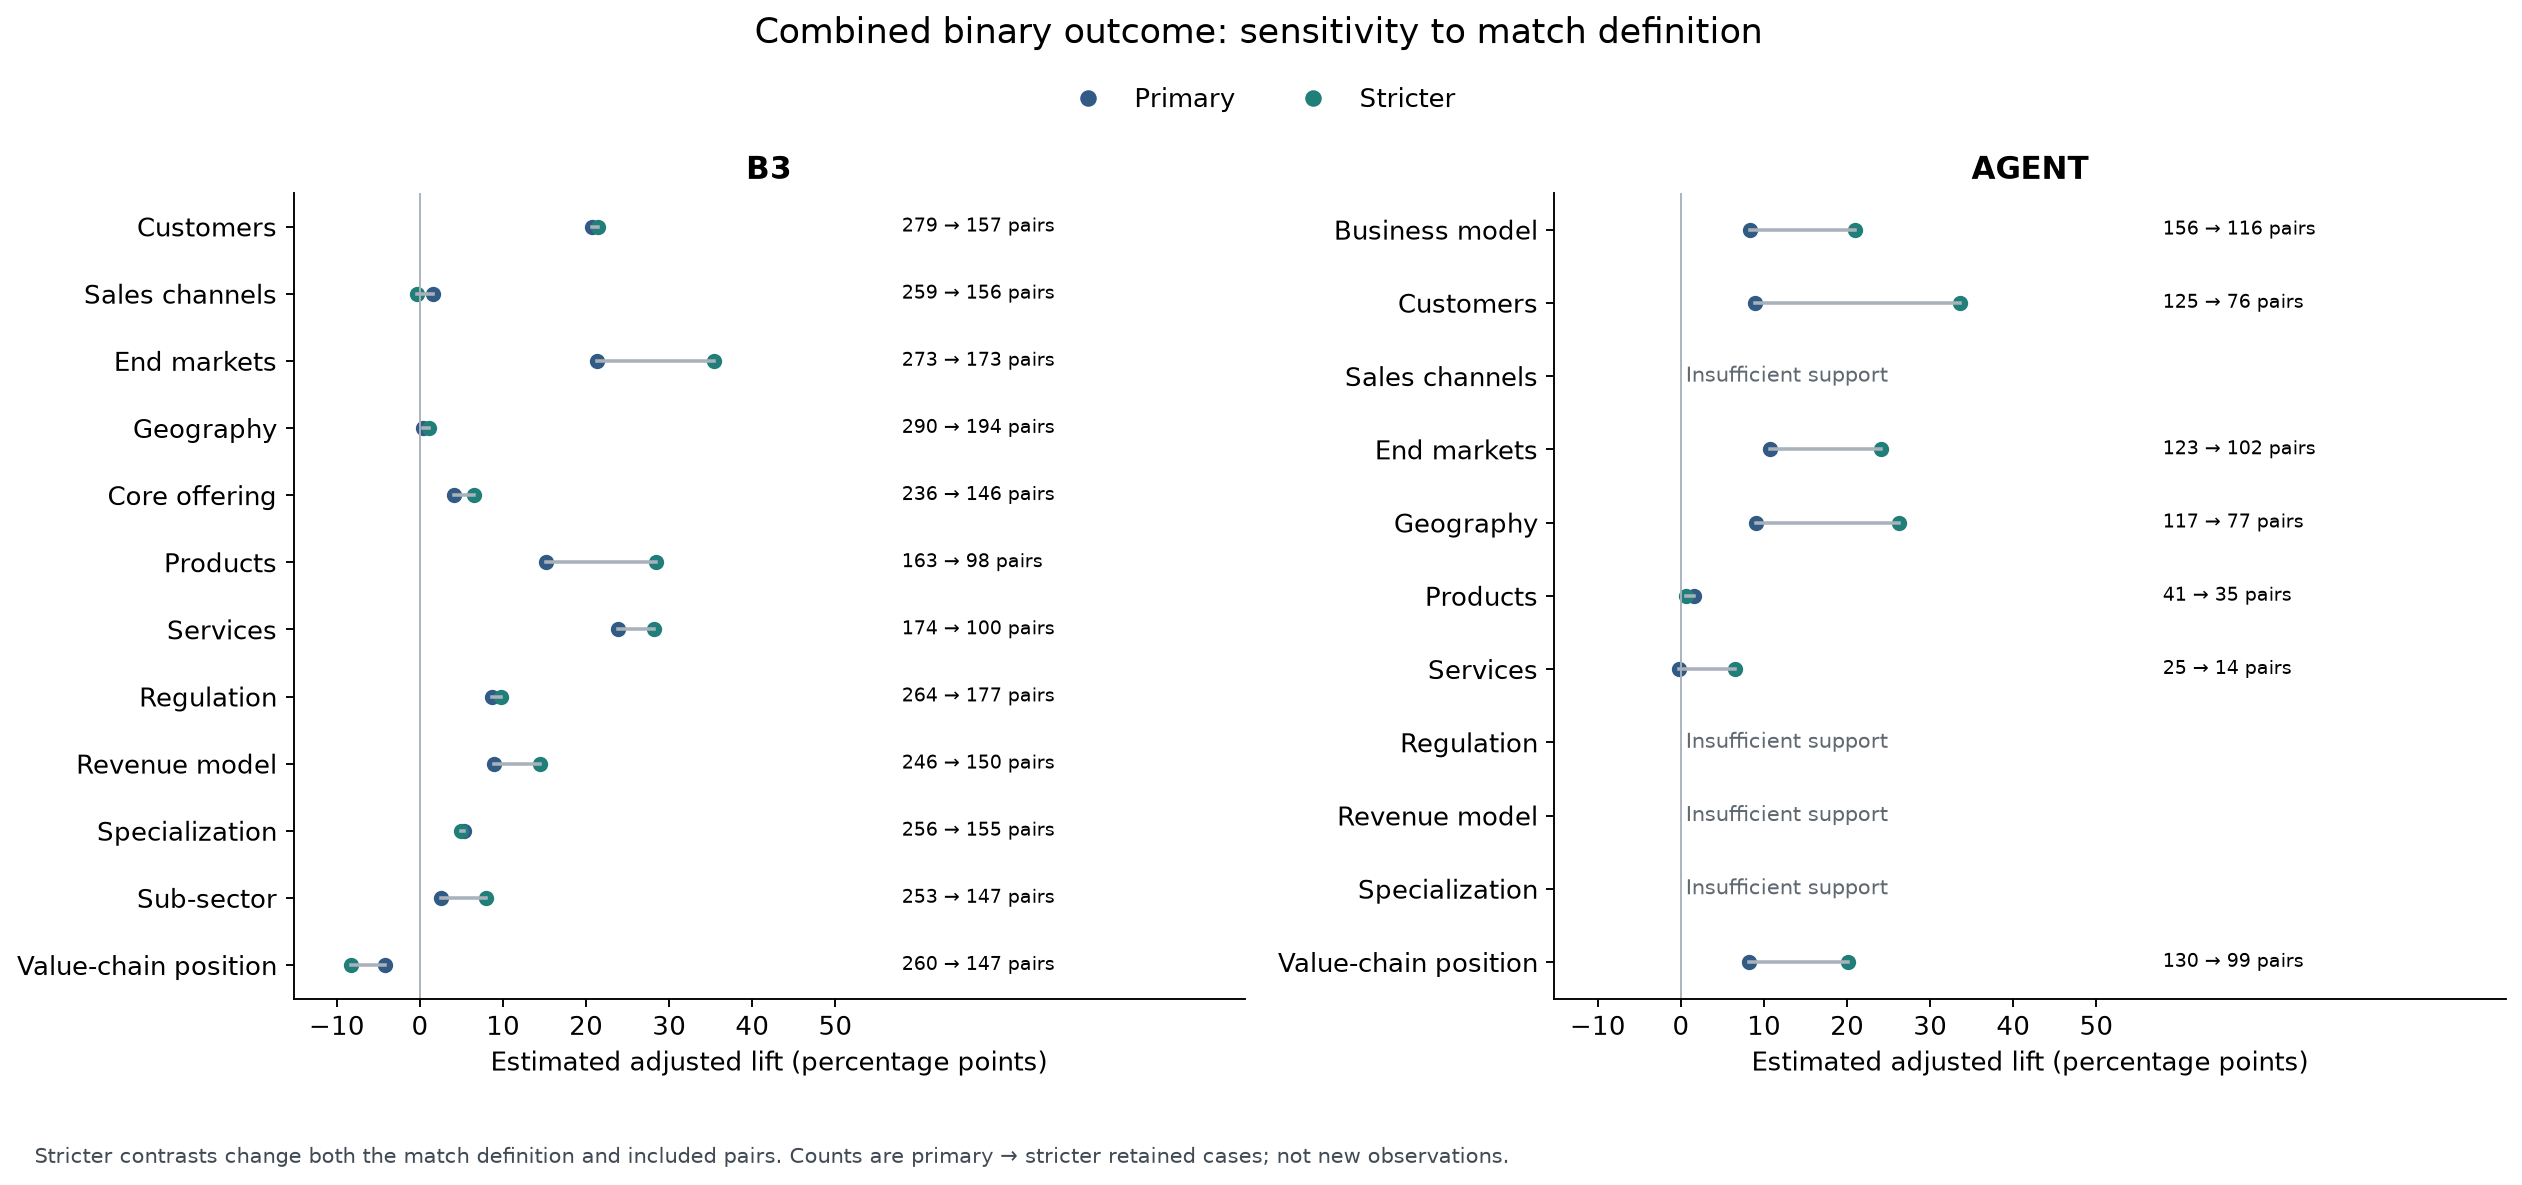 Combined binary outcome: sensitivity to match definition
Primary
Stricter
B3
Customers
279 → 157 pairs
Sales channels
259 → 156 pairs
End markets
273 → 173 pairs
Geography
290 → 194 pairs
Core offering
236 → 146 pairs
Products
163 → 98 pairs
Services
174 → 100 pairs
Regulation
264 → 177 pairs
Revenue model
246 → 150 pairs
Specialization
256 → 155 pairs
Sub-sector
253 → 147 pairs
Value-chain position
260 → 147 pairs
−10 0 10 20 30 40 50
Estimated adjusted lift (percentage points)
AGENT
Business model
156 → 116 pairs
Customers
125 → 76 pairs
Sales channels
Insufficient support
End markets
123 → 102 pairs
Geography
117 → 77 pairs
Products
41 → 35 pairs
Services
25 → 14 pairs
Regulation
Insufficient support
Revenue model
Insufficient support
Specialization
Insufficient support
Value-chain position
130 → 99 pairs
−10 0 10 20 30 40 50
Estimated adjusted lift (percentage points)
Stricter contrasts change both the match definition and included pairs. Counts are primary → stricter retained cases; not new observations.